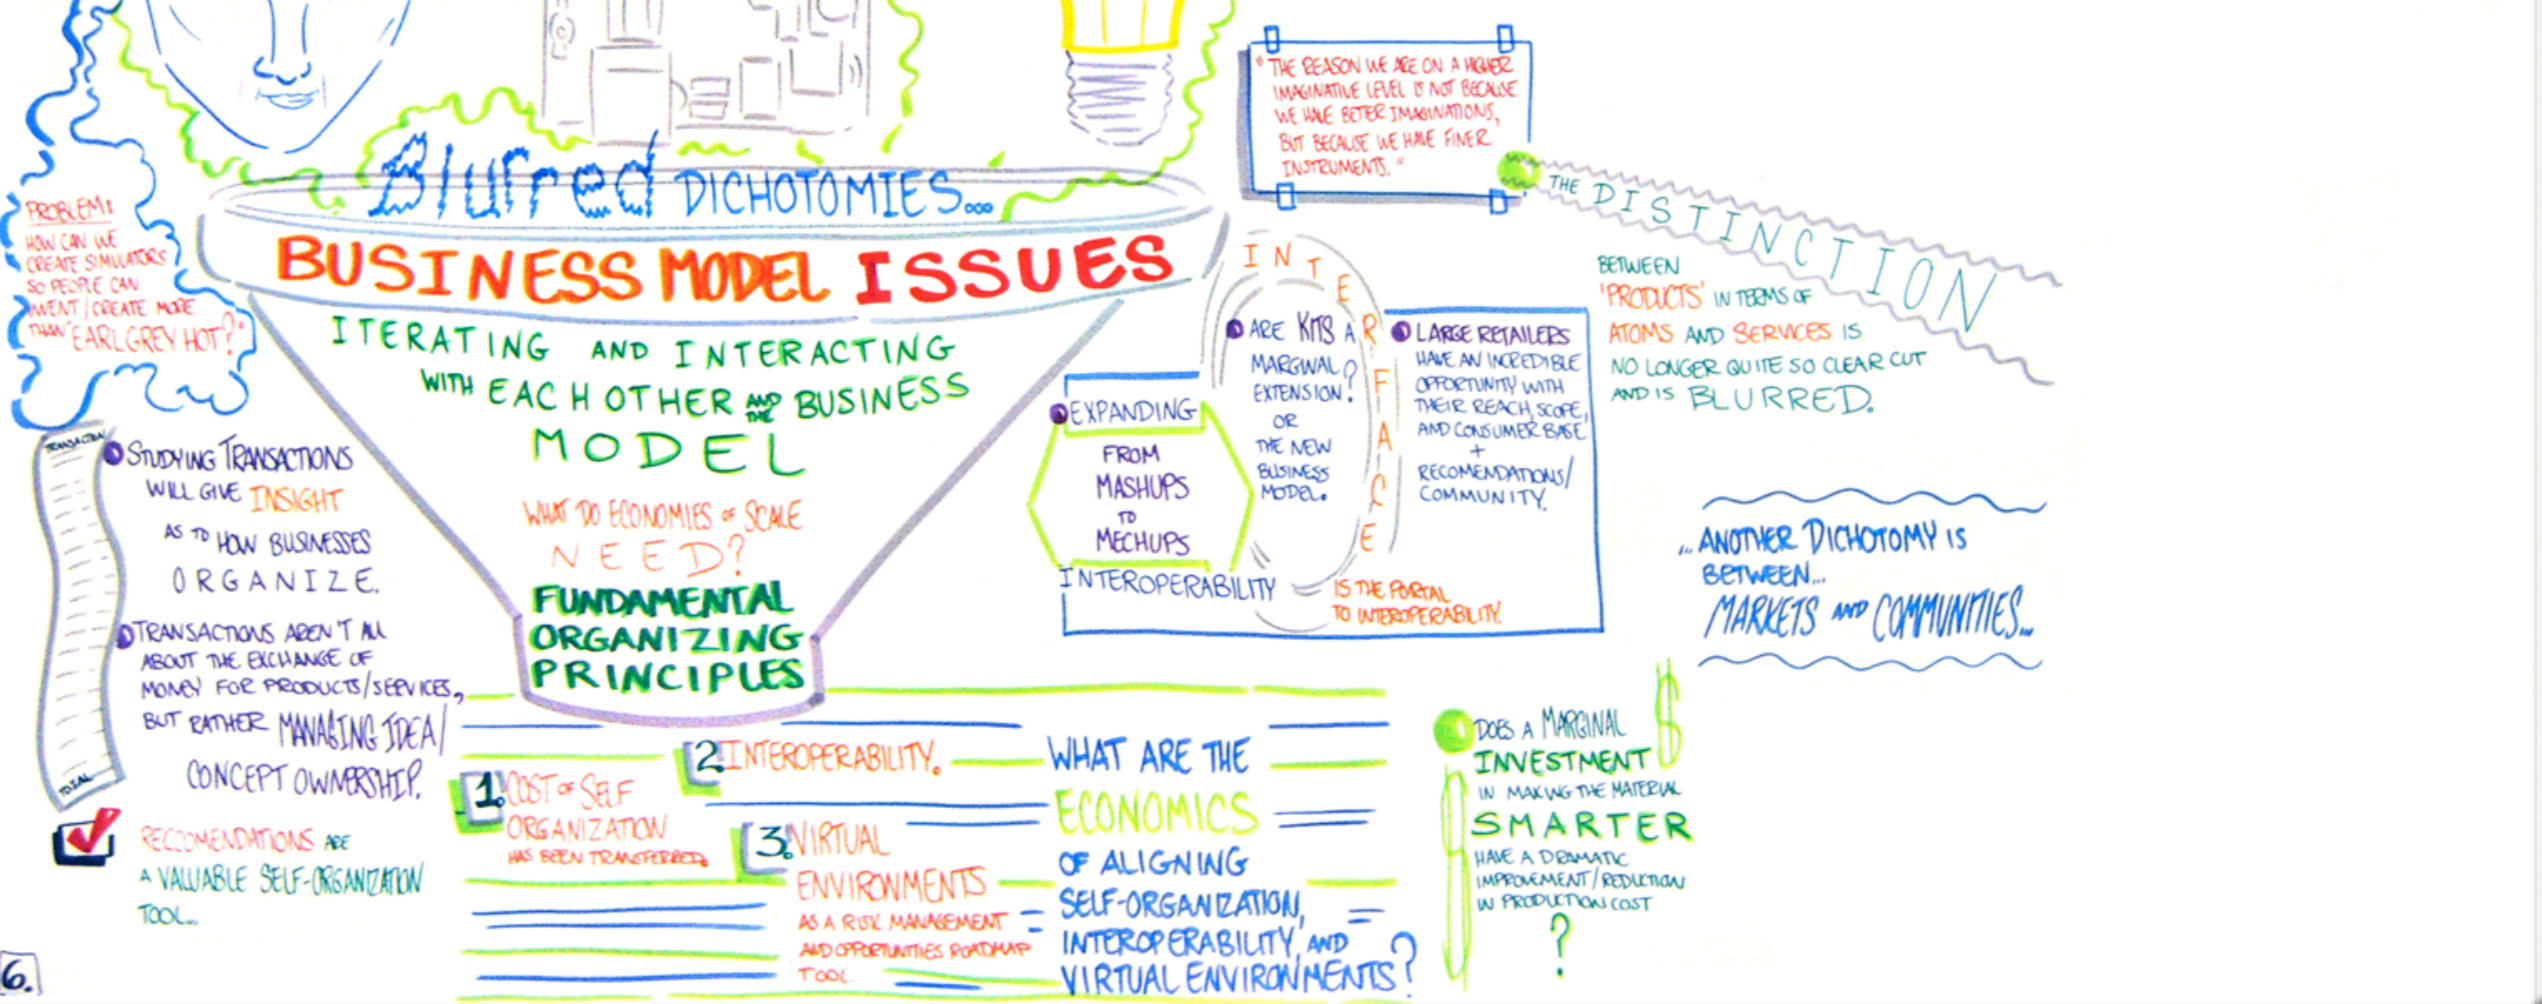 Blurred DICHOTOMIES...
BUSINESS MODEL ISSUES
ITERATING AND INTERACTING
WITH EACH OTHER AND THE BUSINESS
MODEL
WHAT DO ECONOMIES OF SCALE
NEED?
FUNDAMENTAL
ORGANIZING
PRINCIPLES
PROBLEM:
HOW CAN WE
CREATE SIMULATORS
SO PEOPLE CAN
INVENT/CREATE MORE
THAN "EARL GREY HOT?"
TRANSACTION
STUDYING TRANSACTIONS
WILL GIVE INSIGHT
AS TO HOW BUSINESSES
ORGANIZE.
TRANSACTIONS AREN'T ALL
ABOUT THE EXCHANGE OF
MONEY FOR PRODUCTS/SERVICES,
BUT RATHER MANAGING IDEA/
CONCEPT OWNERSHIP.
RECCOMENDATIONS ARE
A VALUABLE SELF-ORGANIZATION
TOOL...
6.
1. COST OF SELF
ORGANIZATION
HAS BEEN TRANSFERRED.
2. INTEROPERABILITY.
3. VIRTUAL
ENVIRONMENTS
AS A RISK MANAGEMENT
AND OPPORTUNITIES ROADMAP
TOOL
WHAT ARE THE
ECONOMICS
OF ALIGNING
SELF-ORGANIZATION,
INTEROPERABILITY, AND
VIRTUAL ENVIRONMENTS?
"THE REASON WE ARE ON A HIGHER
IMAGINATIVE LEVEL IS NOT BECAUSE
WE HAVE BETER IMAGINATIONS,
BUT BECAUSE WE HAVE FINER
INSTRUMENTS."
EXPANDING
FROM
MASHUPS
TO
MECHUPS
INTEROPERABILITY
INTERFACE
IS THE PORTAL
TO INTEROPERABILITY.
ARE KITS A
MARGINAL
EXTENSION?
OR
THE NEW
BUSINESS
MODEL.
LARGE RETAILERS
HAVE AN INCREDIBLE
OPPORTUNITY WITH
THEIR REACH, SCOPE,
AND CONSUMER BASE
+
RECOMENDATIONS/
COMMUNITY.
THE DISTINCTION
BETWEEN
'PRODUCTS' IN TERMS OF
ATOMS AND SERVICES IS
NO LONGER QUITE SO CLEAR CUT
AND IS BLURRED.
... ANOTHER DICHOTOMY IS
BETWEEN...
MARKETS AND COMMUNITIES...
DOES A MARGINAL
INVESTMENT
IN MAKING THE MATERIAL
SMARTER
HAVE A DRAMATIC
IMPROVEMENT/REDUCTION
IN PRODUCTION COST
?
$